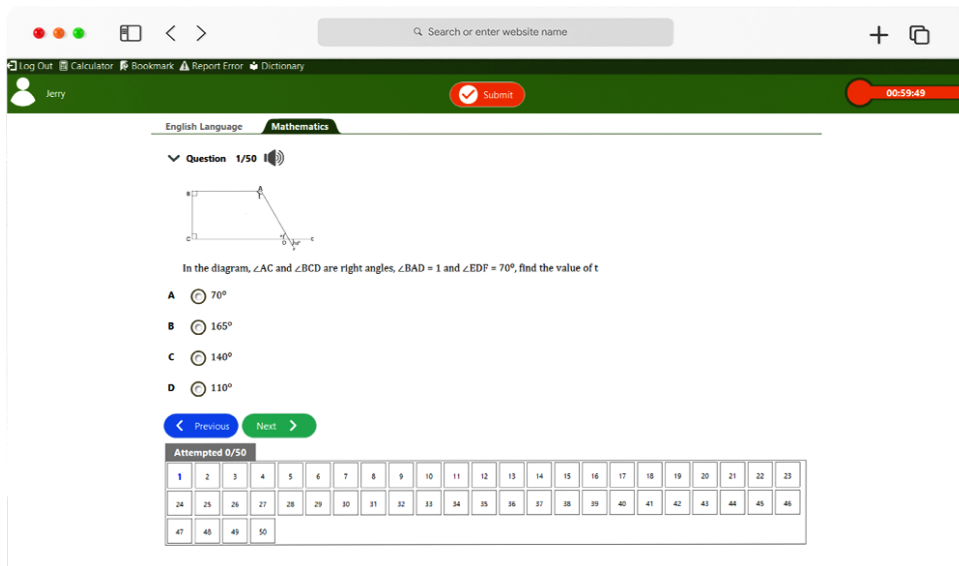 Search or enter website name
Log Out Calculator Bookmark Report Error Dictionary
Jerry
Submit
00:59:49
English Language Mathematics
Question 1/50
A
B
C
D
c
In the diagram, ∠AC and ∠BCD are right angles, ∠BAD = 1 and ∠EDF = 70⁰, find the value of t
A 70⁰
B 165⁰
C 140⁰
D 110⁰
Previous Next
Attempted 0/50
1 2 3 4 5 6 7 8 9 10 11 12 13 14 15 16 17 18 19 20 21 22 23
24 25 26 27 28 29 30 31 32 33 34 35 36 37 38 39 40 41 42 43 44 45 46
47 48 49 50